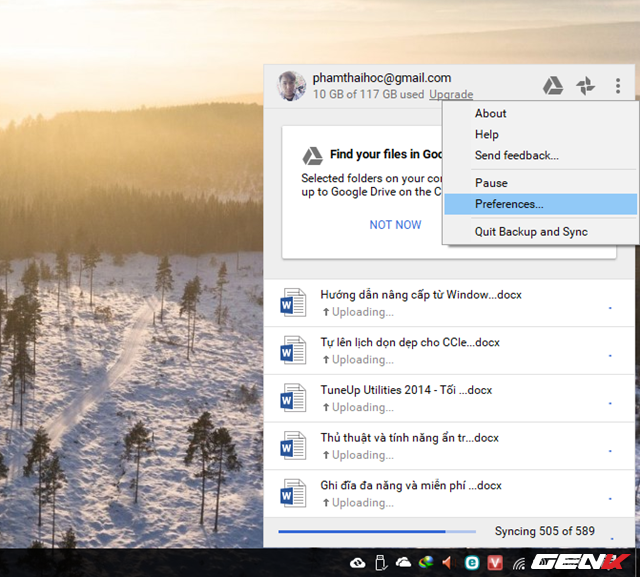 phamthaihoc@gmail.com
10 GB of 117 GB used Upgrade
About
Help
Send feedback...
Pause
Preferences...
Quit Backup and Sync
Find your files in Goo
Selected folders on your con
up to Google Drive on the C
NOT NOW
Hướng dẫn nâng cấp từ Window...docx
Uploading...
Tự lên lịch dọn dẹp cho CCle...docx
Uploading...
TuneUp Utilities 2014 - Tối ...docx
Uploading...
Thủ thuật và tính năng ẩn tr...docx
Uploading...
Ghi đĩa đa năng và miễn phí ...docx
Uploading...
Syncing 505 of 589
GENK